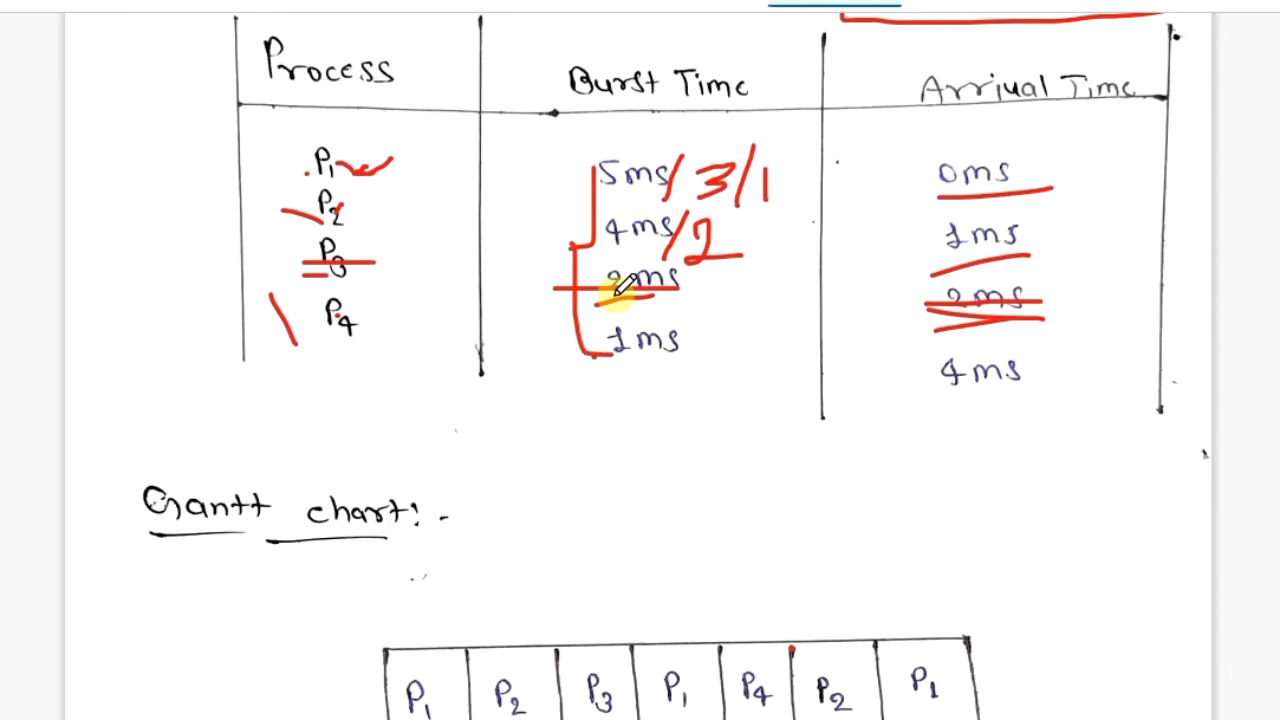 Process Burst Time Arrival Time
P1 5ms/3/1 0ms
P2 4ms/2 1ms
P3 2ms 2ms
P4 1ms 4ms
Gantt chart:-
P1 P2 P3 P1 P4 P2 P1